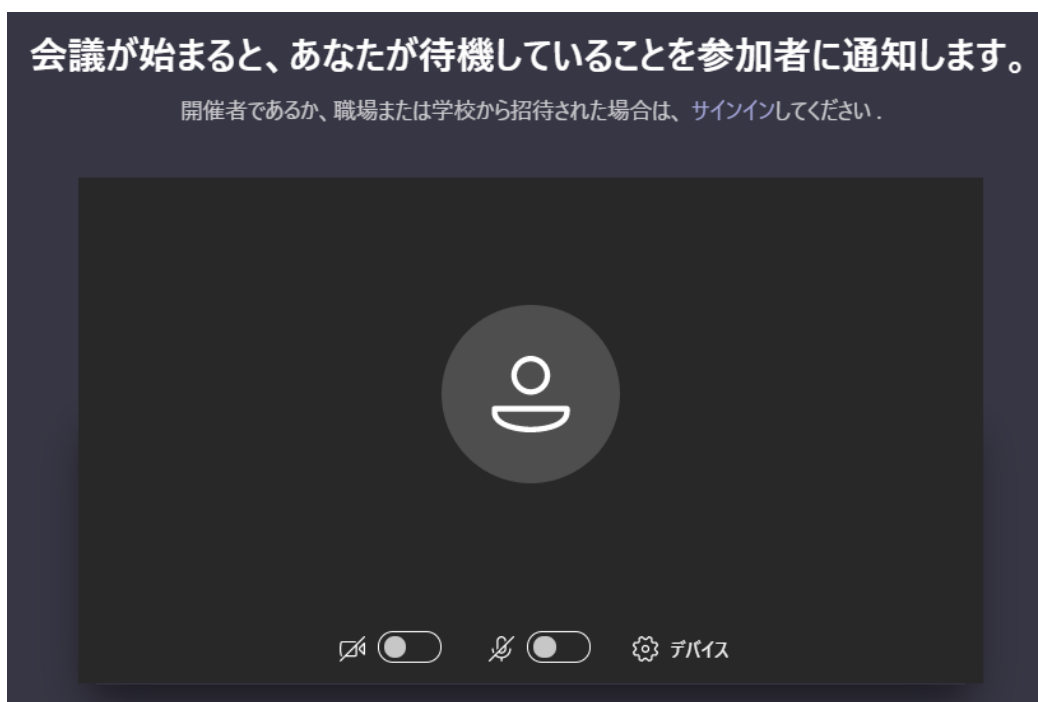 会議が始まると、あなたが待機していることを参加者に通知します。
開催者であるか、職場または学校から招待された場合は、サインインしてください.
デバイス